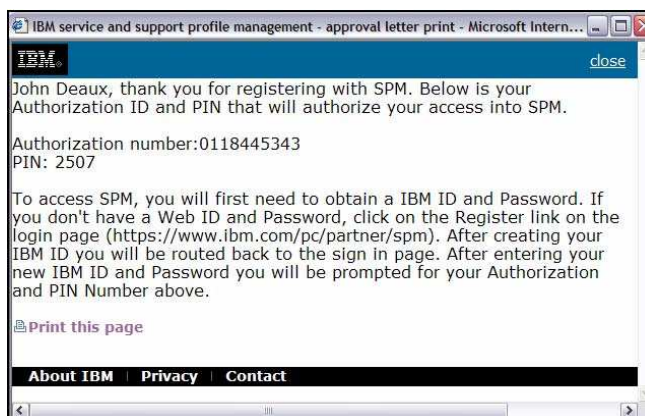 IBM service and support profile management - approval letter print - Microsoft Intern...
IBM®
close
John Deaux, thank you for registering with SPM. Below is your
Authorization ID and PIN that will authorize your access into SPM.
Authorization number:0118445343
PIN: 2507
To access SPM, you will first need to obtain a IBM ID and Password. If
you don't have a Web ID and Password, click on the Register link on the
login page (https://www.ibm.com/pc/partner/spm). After creating your
IBM ID you will be routed back to the sign in page. After entering your
new IBM ID and Password you will be prompted for your Authorization
and PIN Number above.
Print this page
About IBM | Privacy | Contact